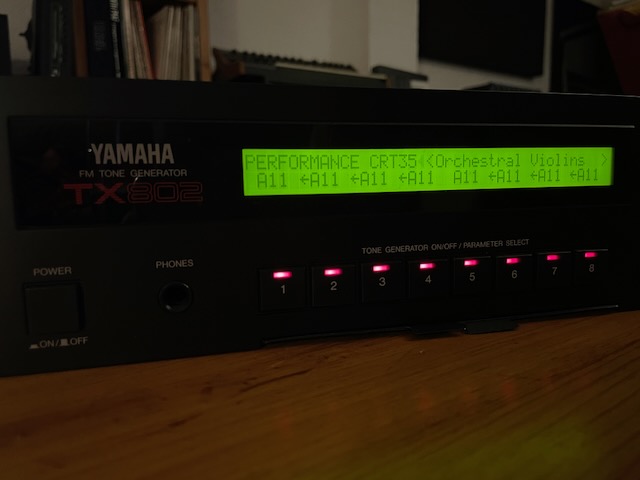 YAMAHA
FM TONE GENERATOR
TX802
PERFORMANCE CRT35 <Orchestral Violins >
A11 ←A11 ←A11 ←A11 A11 ←A11 ←A11 ←A11
TONE GENERATOR ON/OFF / PARAMETER SELECT
POWER
PHONES
1 2 3 4 5 6 7 8
ON / OFF